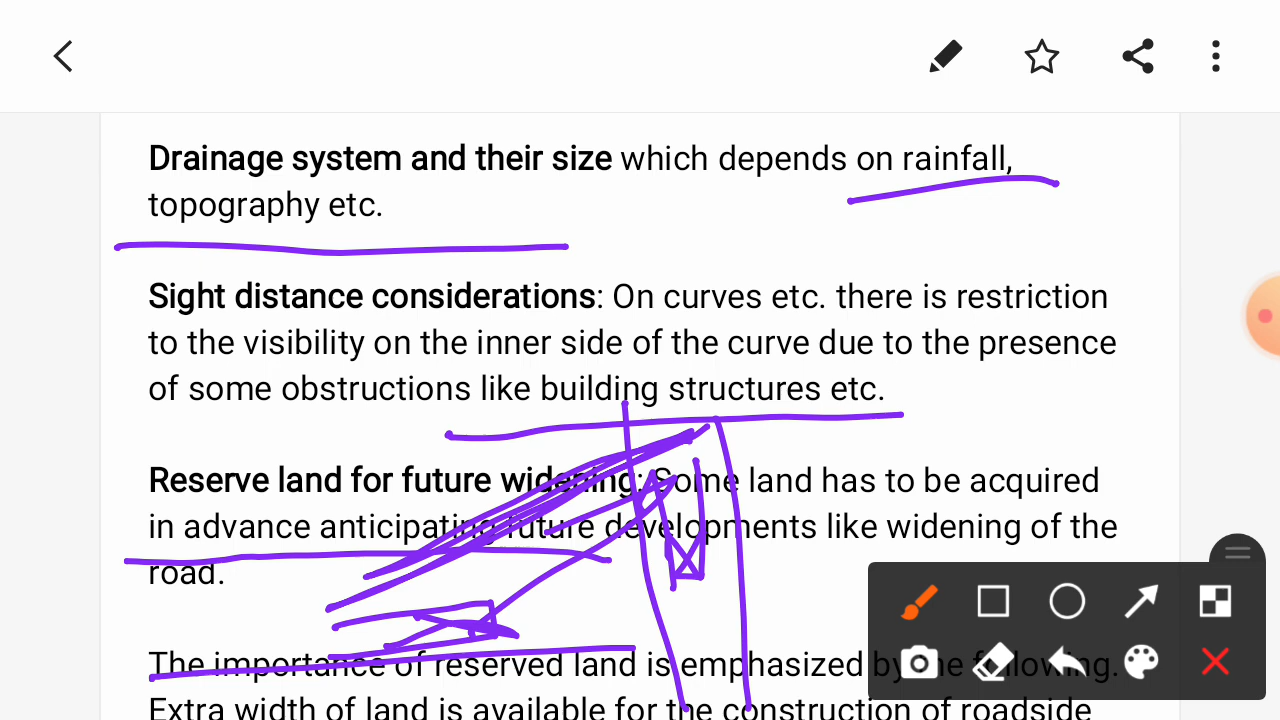 Drainage system and their size which depends on rainfall,
topography etc.
Sight distance considerations: On curves etc. there is restriction
to the visibility on the inner side of the curve due to the presence
of some obstructions like building structures etc.
Reserve land for future widening: Some land has to be acquired
in advance anticipating future developments like widening of the
road.
The importance of reserved land is emphasized by the following.
Extra width of land is available for the construction of roadside